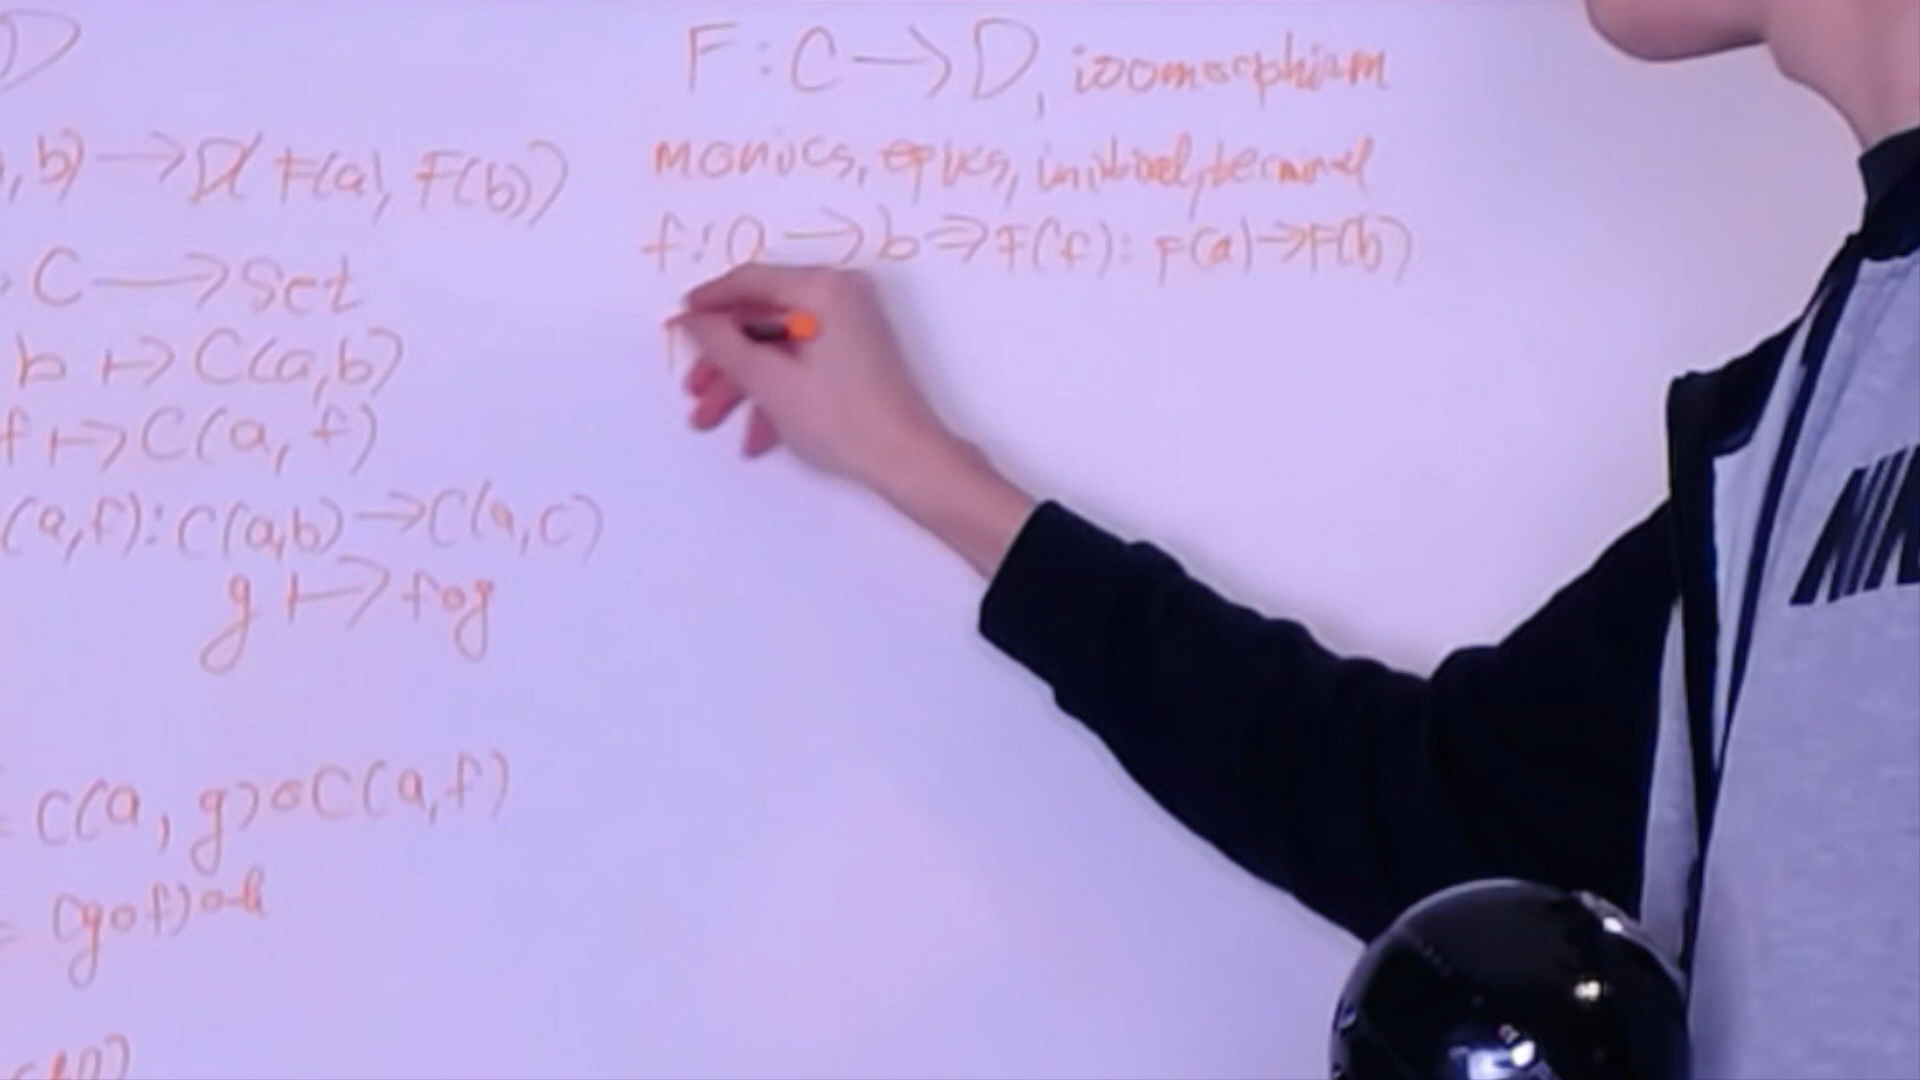 D
, b) → D(F(a), F(b))
C → Set
b ↦ C(a,b)
f ↦ C(a, f)
(a,f): C(a,b) → C(a,c)
g ↦ f∘g
= C(a, g) ∘ C(a,f)
= (g∘f)∘h
F : C → D, isomorphism
monics, epics, initial, terminal
f: a → b ⇒ F(f): F(a) → F(b)